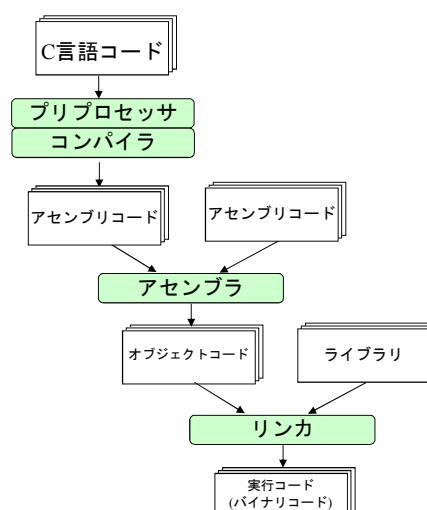 C言語コード
プリプロセッサ
コンパイラ
アセンブリコード
アセンブリコード
アセンブラ
オブジェクトコード
ライブラリ
リンカ
実行コード
(バイナリコード)